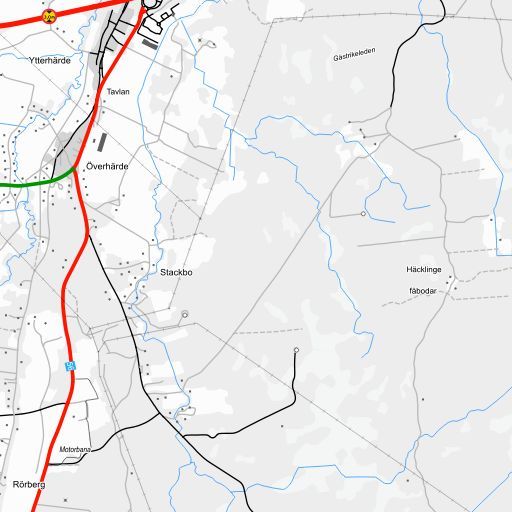 Gästrikeleden
Ytterhärde
Tavlan
Överhärde
Stackbo
Häcklinge
fäbodar
Motorbana
Rörberg